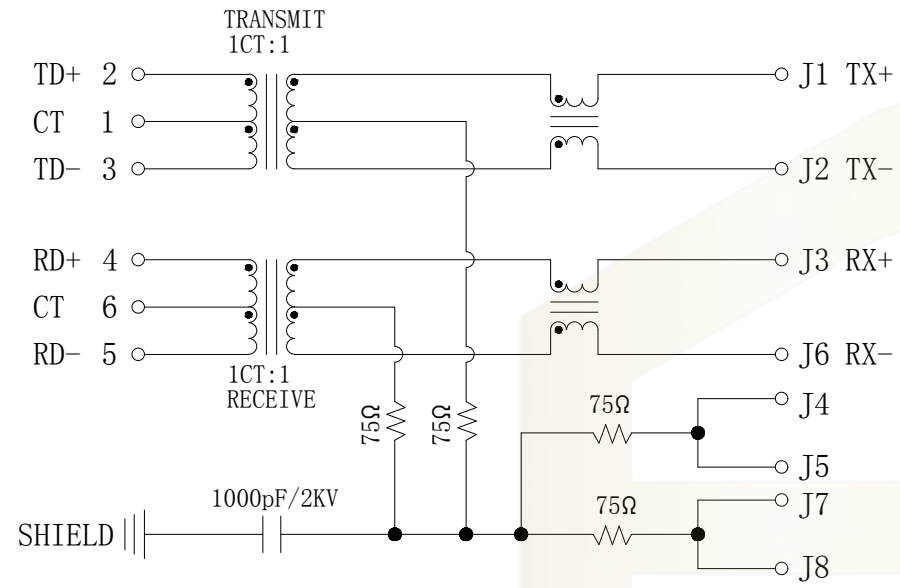 TRANSMIT
1CT:1
TD+ 2
J1 TX+
CT 1
TD- 3
J2 TX-
RD+ 4
J3 RX+
CT 6
RD- 5
J6 RX-
1CT:1
RECEIVE
75Ω
75Ω
75Ω
J4
J5
1000pF/2KV
75Ω
J7
SHIELD
J8